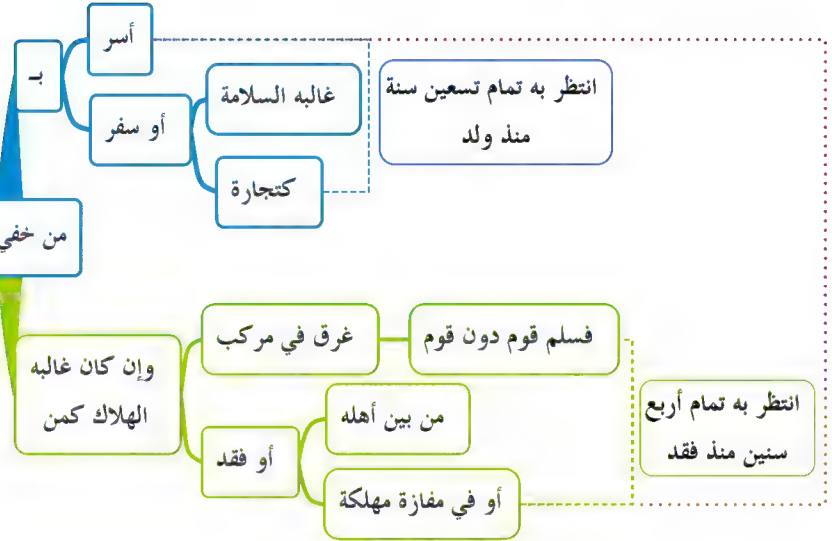 من خفي
بـ
أسر
أو سفر
غالبه السلامة
كتجارة
انتظر به تمام تسعين سنة
منذ ولد
وإن كان غالبه
الهلاك كمن
غرق في مركب
فسلم قوم دون قوم
أو فقد
من بين أهله
أو في مفازة مهلكة
انتظر به تمام أربع
سنين منذ فقد